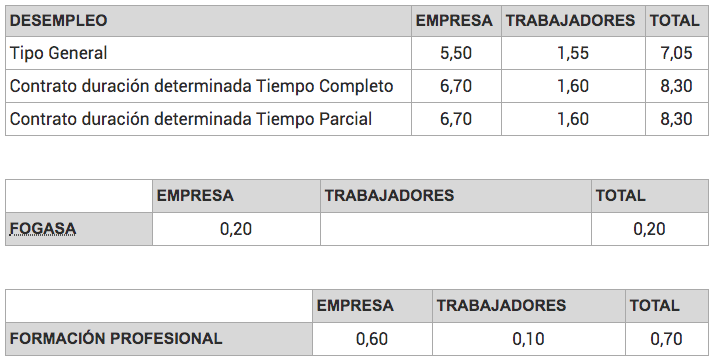 DESEMPLEO EMPRESA TRABAJADORES TOTAL
Tipo General 5,50 1,55 7,05
Contrato duración determinada Tiempo Completo 6,70 1,60 8,30
Contrato duración determinada Tiempo Parcial 6,70 1,60 8,30
EMPRESA TRABAJADORES TOTAL
FOGASA 0,20 0,20
EMPRESA TRABAJADORES TOTAL
FORMACIÓN PROFESIONAL 0,60 0,10 0,70